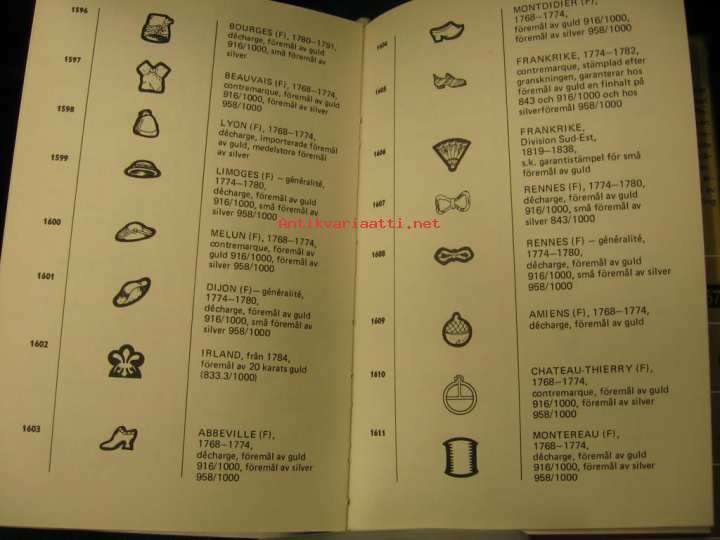 1596
BOURGES (F), 1780–1791,
décharge, föremål av guld
916/1000, små föremål av
silver
1597
BEAUVAIS (F), 1768–1774,
contremarque, föremål av guld
916/1000, föremål av silver
958/1000
1598
LYON (F), 1768–1774,
décharge, importerade föremål
av guld, medelstora föremål
av silver
1599
LIMOGES (F) – généralité,
1774–1780,
décharge, föremål av guld
916/1000, små föremål av
silver 958/1000
1600
MELUN (F), 1768–1774,
contremarque, föremål av
guld 916/1000, föremål av
silver 958/1000
1601
DIJON (F) – généralité,
1774–1780,
décharge, föremål av guld
916/1000, små föremål av
silver 958/1000
1602
IRLAND, från 1784,
föremål av 20 karats guld
(833.3/1000)
1603
ABBEVILLE (F),
1768–1774,
décharge, föremål av guld
916/1000, föremål av silver
958/1000
1604
MONTDIDIER (F),
1768–1774,
föremål av guld 916/1000,
föremål av silver 958/1000
1605
FRANKRIKE, 1774–1782,
contremarque, stämplad efter
granskningen, garanterar hos
föremål av guld en finhalt på
843 och 916/1000 och hos
silverföremål 958/1000
1606
FRANKRIKE,
Division Sud-Est,
1819–1838,
s.k. garantistämpel för små
föremål av guld
1607
RENNES (F), 1774–1780,
décharge, föremål av guld
916/1000, små föremål av
silver 843/1000
1608
RENNES (F) – généralité,
1774–1780,
décharge, föremål av guld
916/1000, små föremål av silver
958/1000
1609
AMIENS (F), 1768–1774,
décharge, föremål av guld
1610
CHATEAU-THIERRY (F),
1768–1774,
contremarque, föremål av guld
916/1000, föremål av silver
958/1000
1611
MONTEREAU (F),
1768–1774,
décharge, föremål av guld
916/1000, föremål av silver
958/1000
Antikvariaatti.net